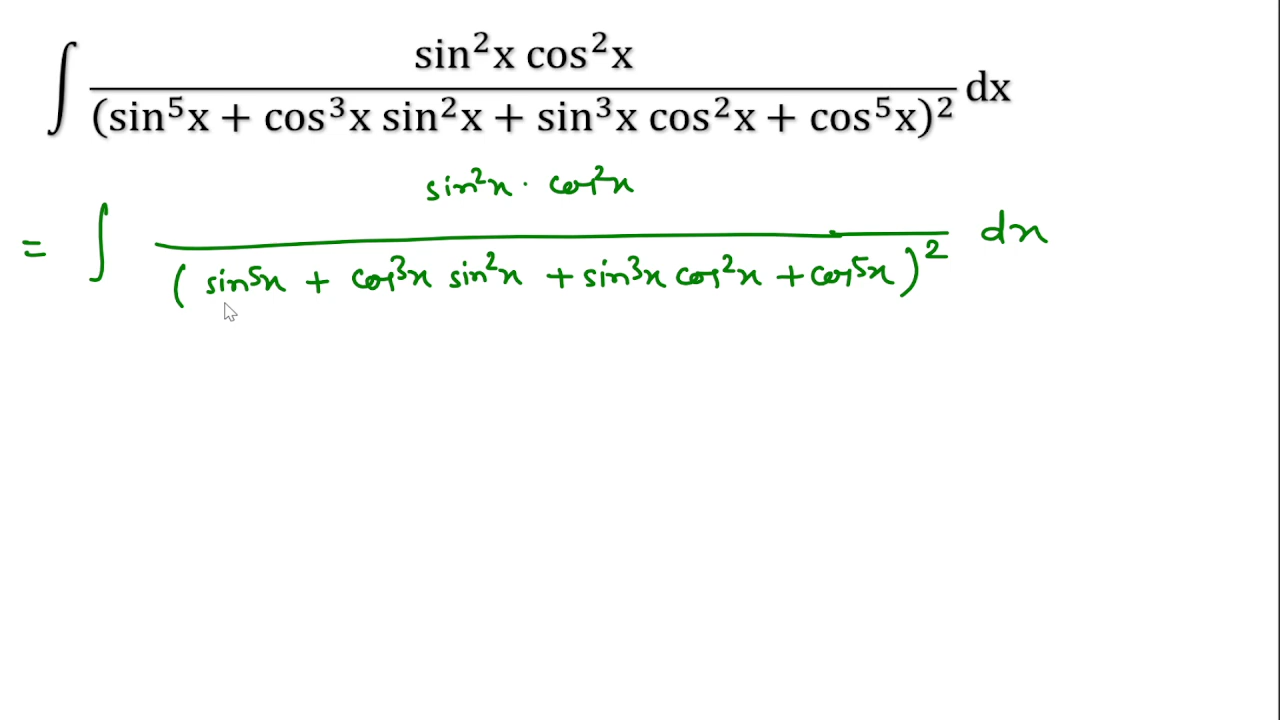 ∫ sin²x cos²x / (sin⁵x + cos³x sin²x + sin³x cos²x + cos⁵x)² dx
= ∫ sin²x · cos²x / (sin⁵x + cos³x sin²x + sin³x cos²x + cos⁵x)² dx